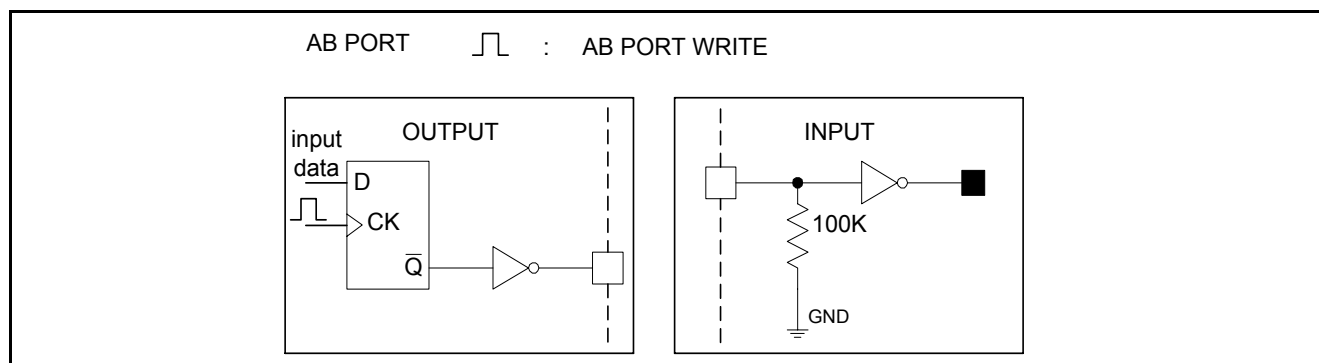 AB PORT : AB PORT WRITE
OUTPUT
input
data
D
CK
Q̅
INPUT
100K
GND